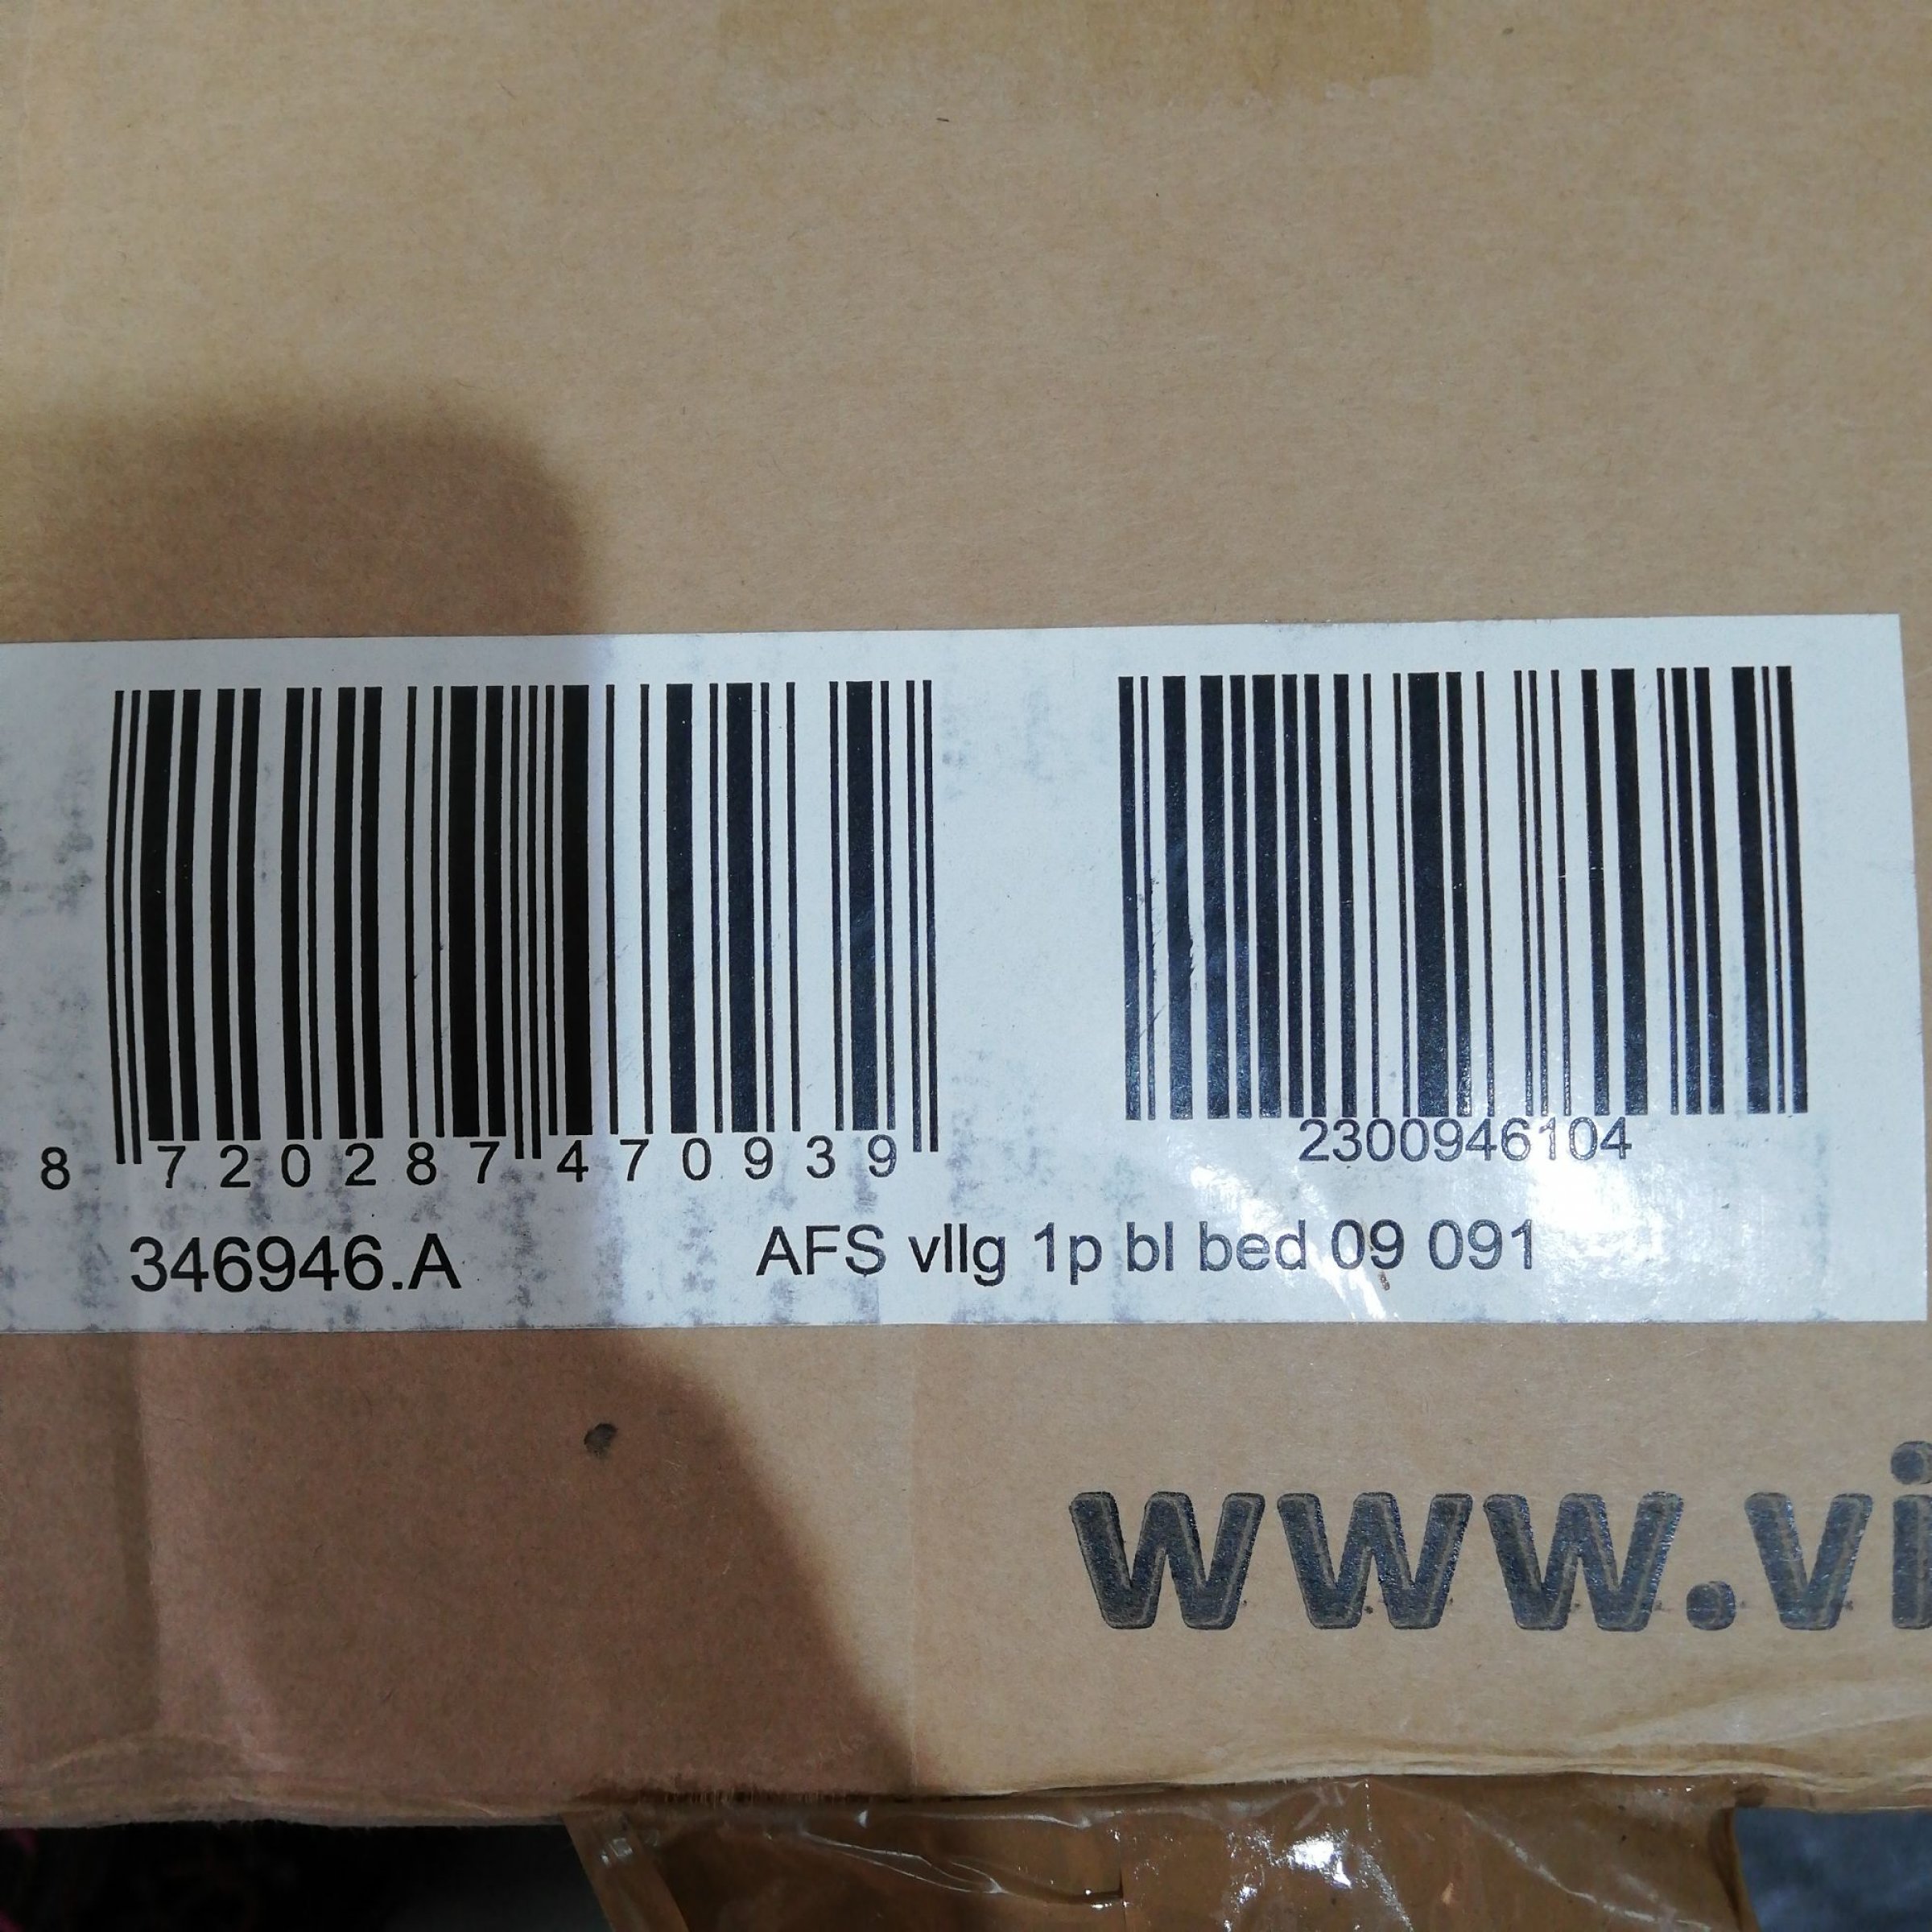 8 720287 470939
2300946104
346946.A
AFS vllg 1p bl bed 09 091
www.vi